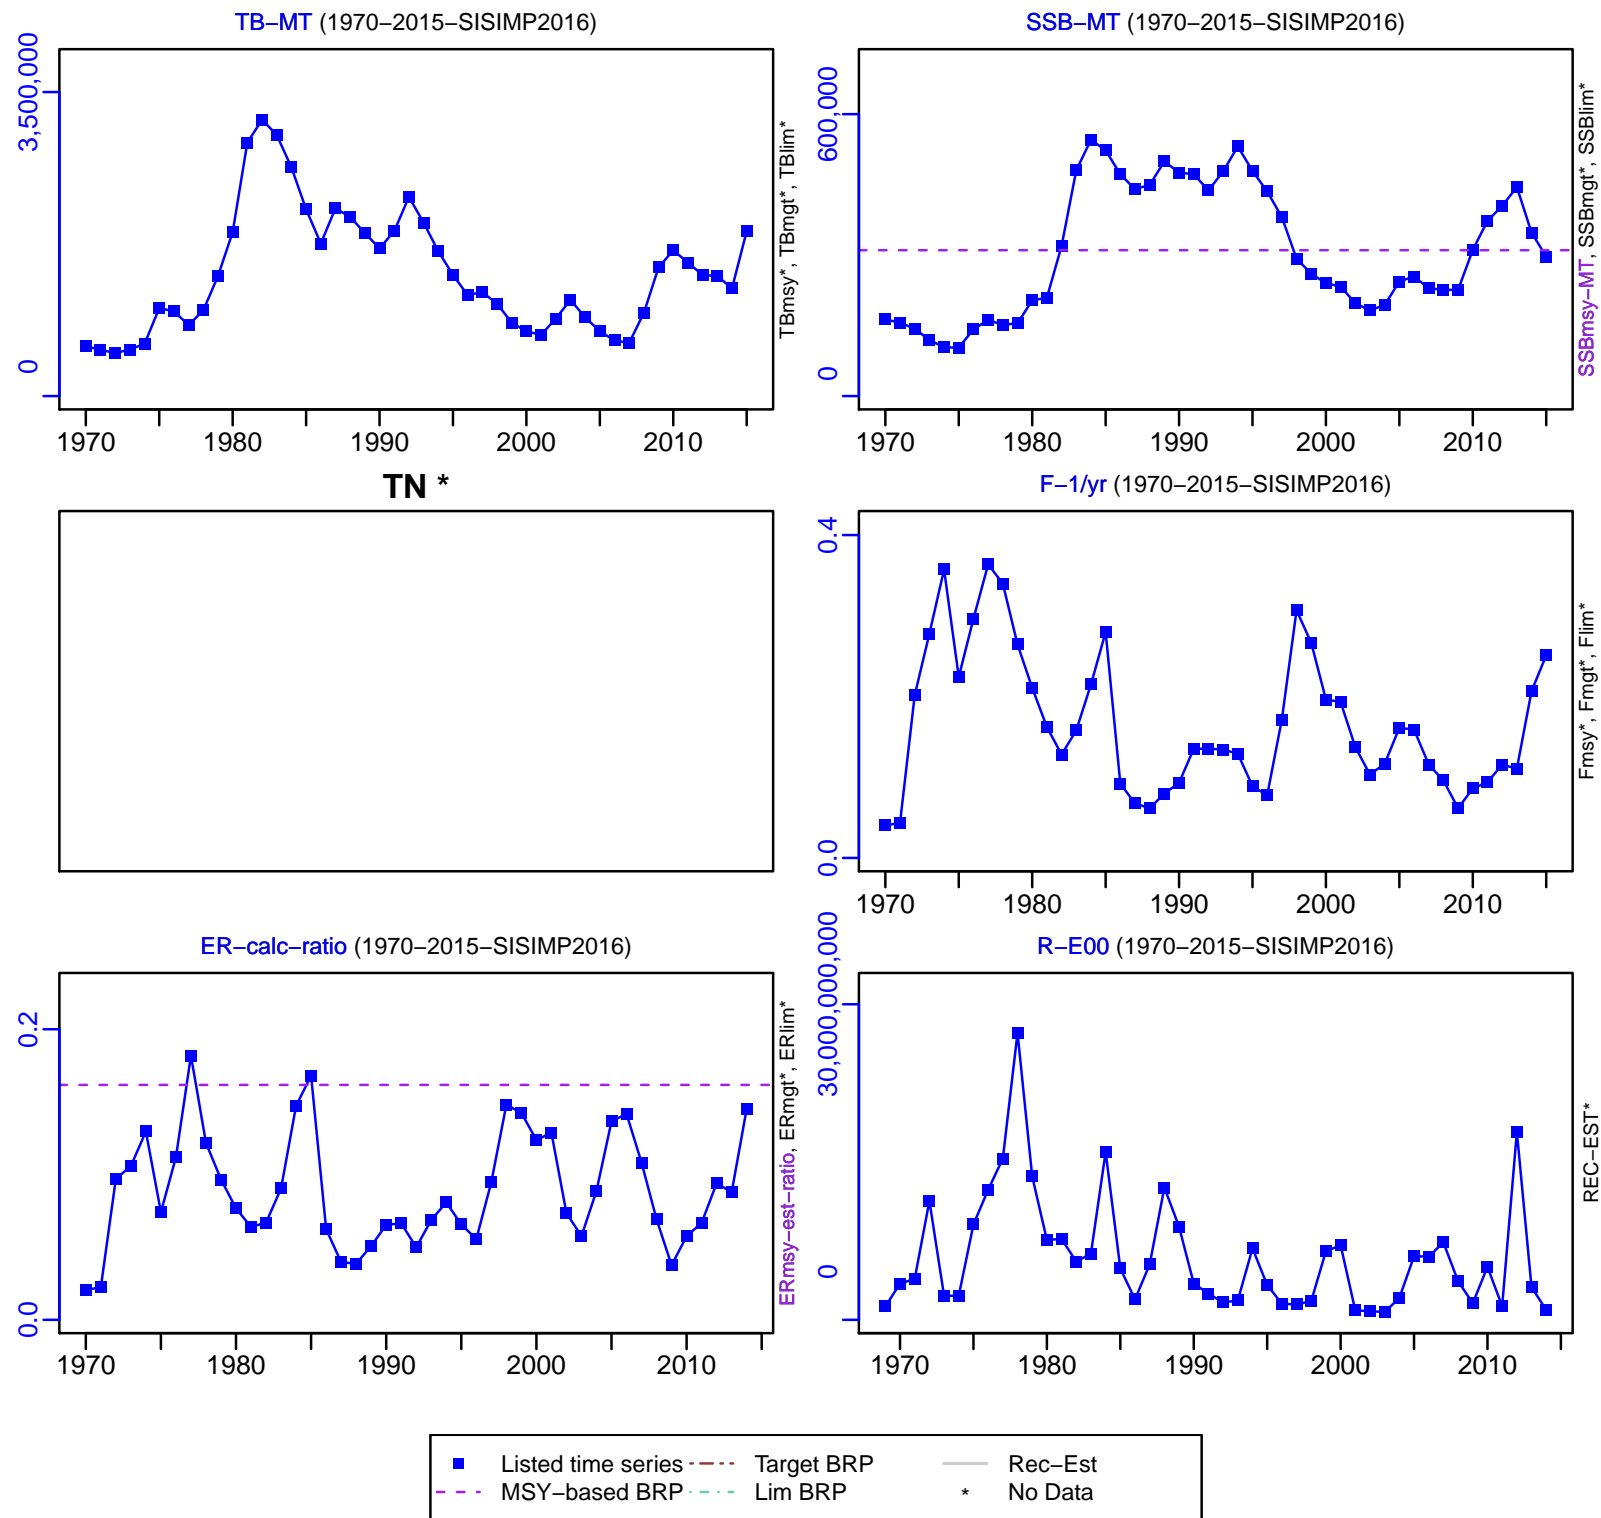 TB−MT (1970−2015−SISIMP2016)
3,500,000
0
TBmsy*, TBmgt*, TBlim*
1970 1980 1990 2000 2010
SSB−MT (1970−2015−SISIMP2016)
600,000
0
SSBmsy−MT, SSBmgt*, SSBlim*
1970 1980 1990 2000 2010
TN *
F−1/yr (1970−2015−SISIMP2016)
0.4
0.0
Fmsy*, Fmgt*, Flim*
1970 1980 1990 2000 2010
ER−calc−ratio (1970−2015−SISIMP2016)
0.2
0.0
ERmsy−est−ratio, ERmgt*, ERlim*
1970 1980 1990 2000 2010
R−E00 (1970−2015−SISIMP2016)
30,000,000,000
0
REC−EST*
1970 1980 1990 2000 2010
Listed time series Target BRP Rec−Est
MSY−based BRP Lim BRP * No Data